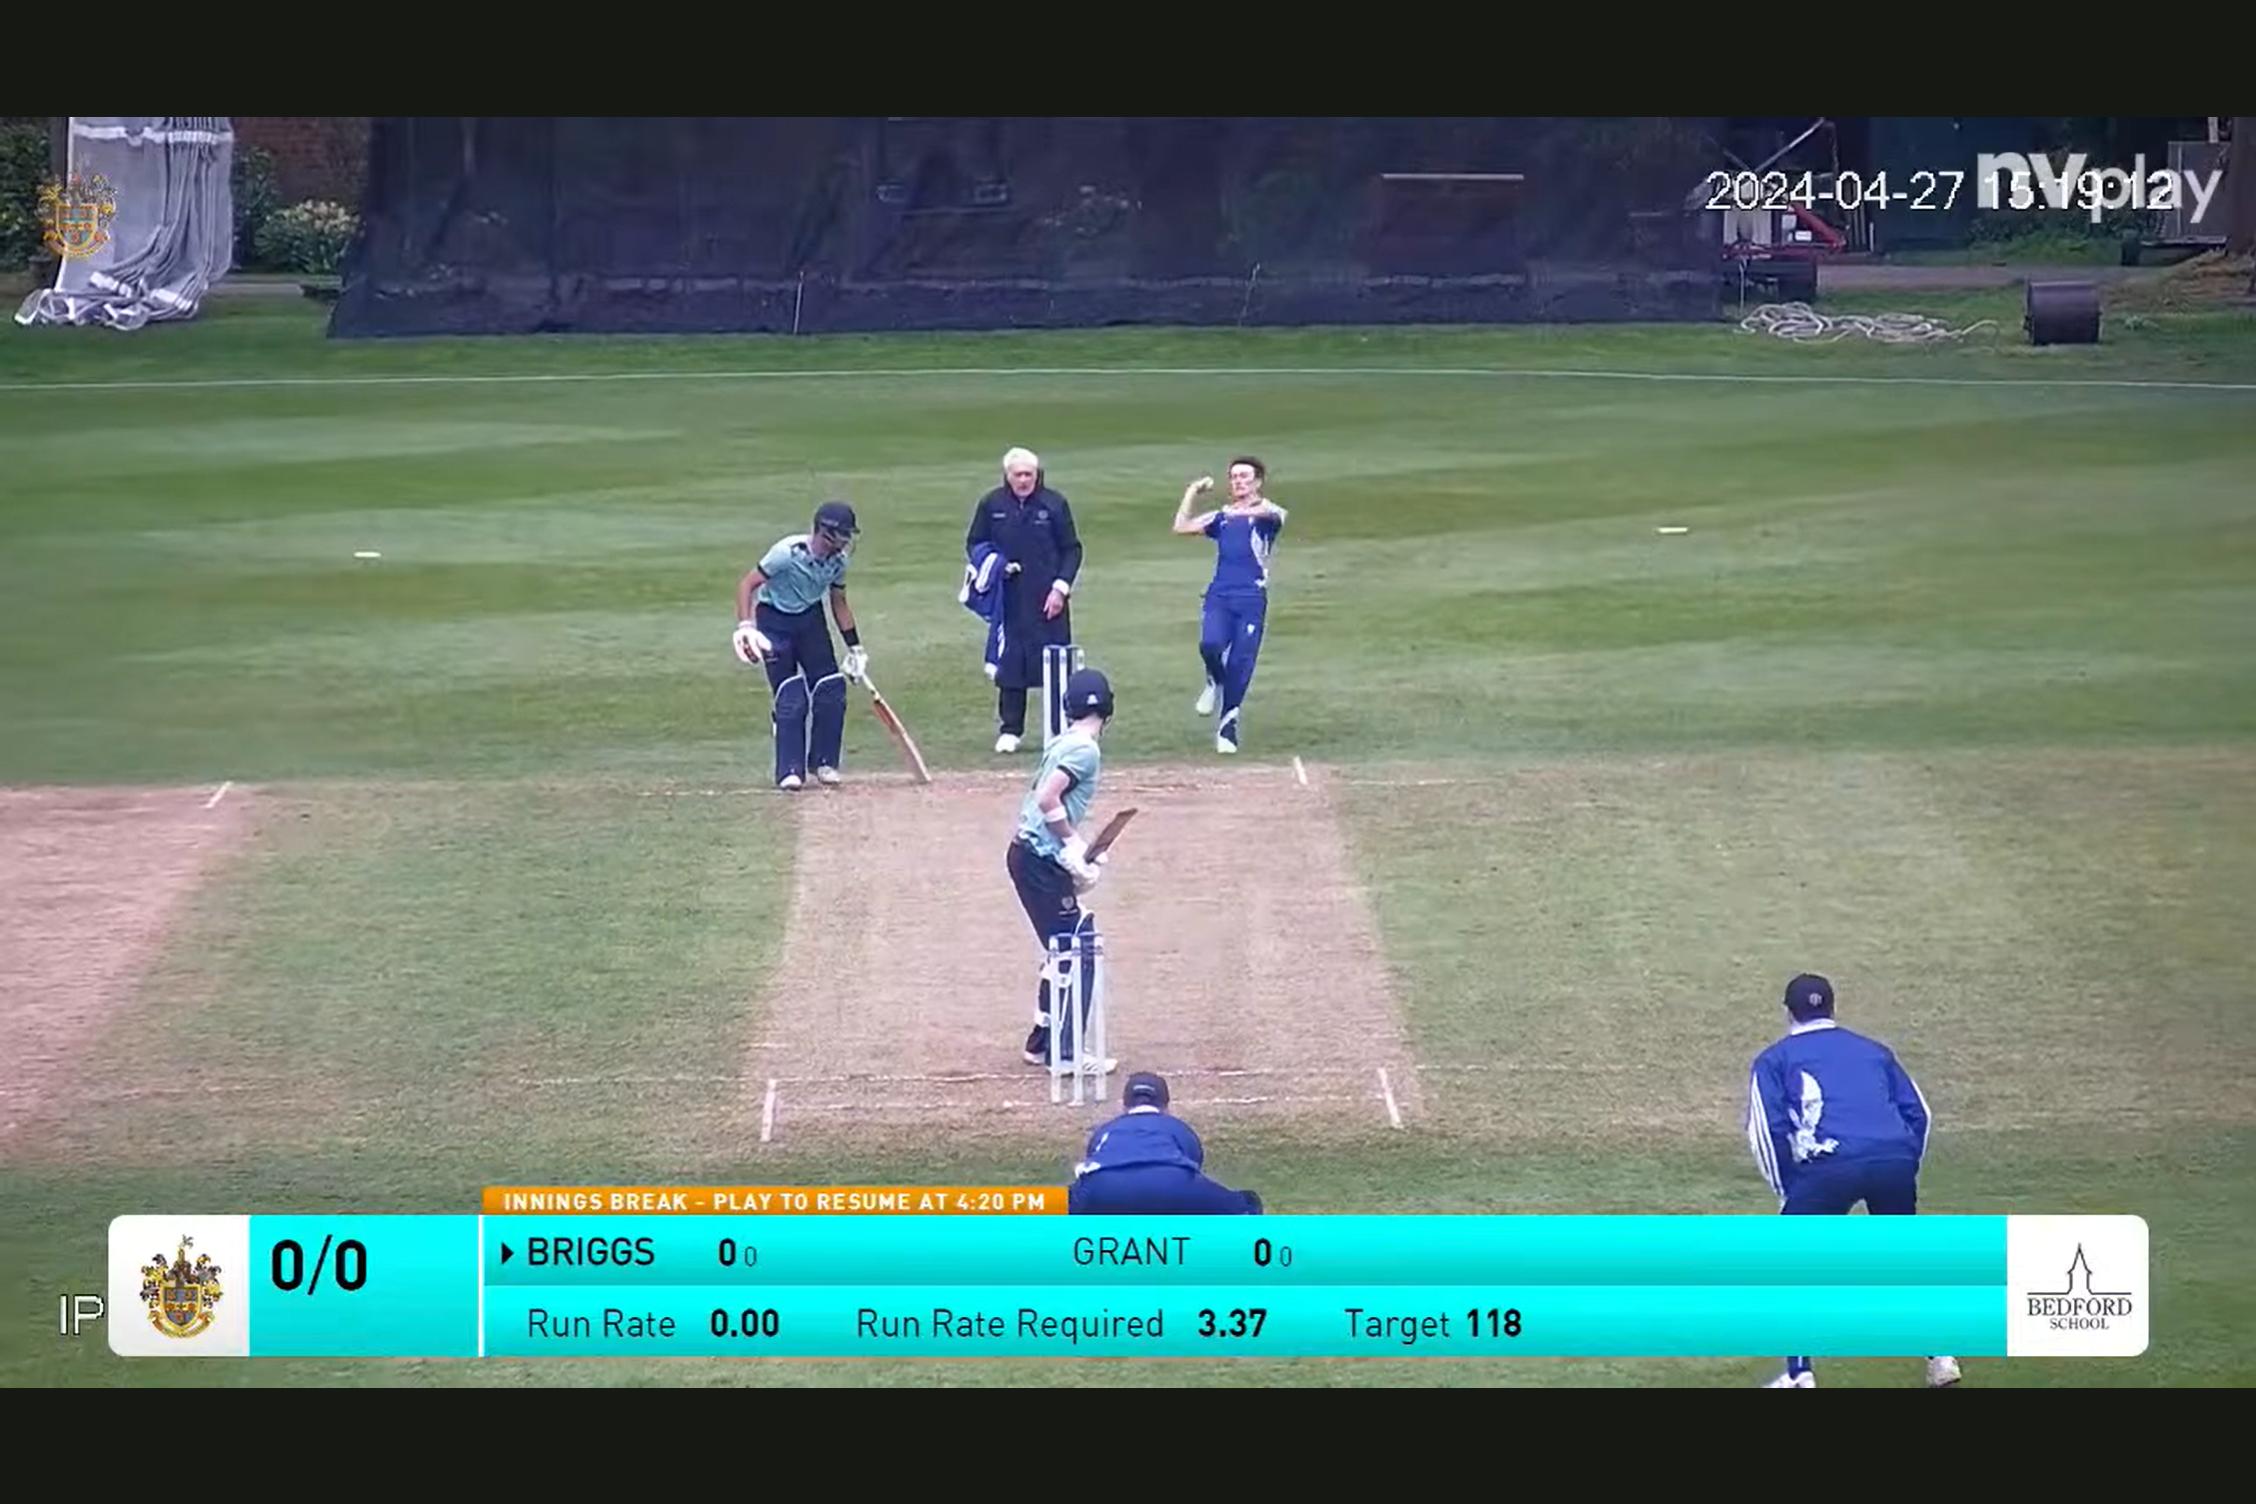 2024-04-27 15:19:12
nvplay
INNINGS BREAK - PLAY TO RESUME AT 4:20 PM
0/0
BRIGGS 0 0 GRANT 0 0
IP
Run Rate 0.00 Run Rate Required 3.37 Target 118
BEDFORD
SCHOOL